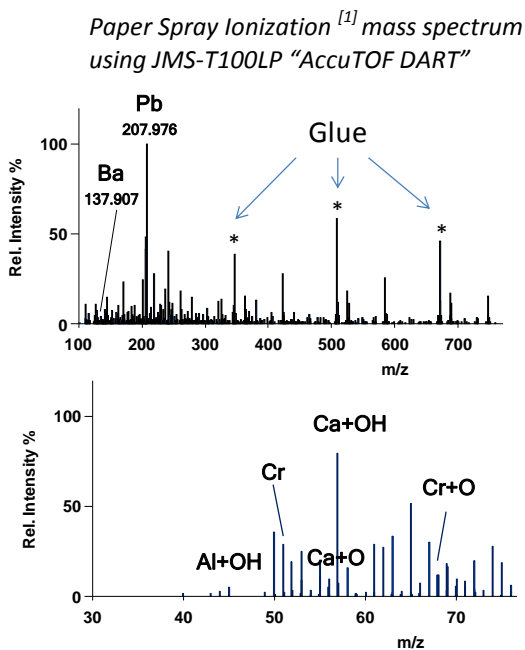 Paper Spray Ionization [1] mass spectrum
using JMS-T100LP “AccuTOF DART”
Pb
207.976
Glue
Ba
137.907
Rel. Intensity %
100
50
0
* * *
100 200 300 400 500 600 700
m/z
Rel. Intensity %
100
50
0
Ca+OH
Cr
Cr+O
Al+OH
Ca+O
30 40 50 60 70
m/z